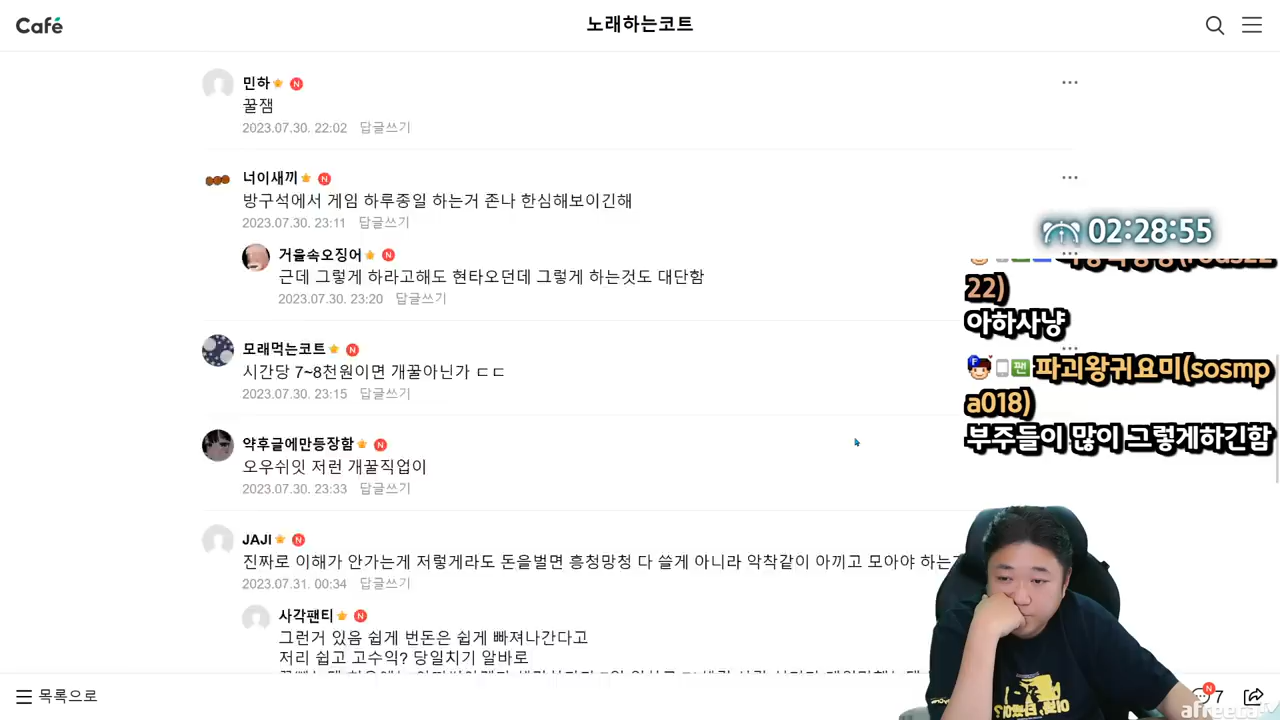 Café
노래하는코트
민하
N
꿀잼
2023.07.30. 22:02 답글쓰기
너이새끼
N
방구석에서 게임 하루종일 하는거 존나 한심해보이긴해
2023.07.30. 23:11 답글쓰기
02:28:55
거울속오징어
N
근데 그렇게 하라고해도 현타오던데 그렇게 하는것도 대단함
2023.07.30. 23:20 답글쓰기
22)
아하사냥
모래먹는코트
N
시간당 7~8천원이면 개꿀아닌가 ㄷㄷ
2023.07.30. 23:15 답글쓰기
F
팬
파괴왕귀요미(sosmp
a018)
부주들이 많이 그렇게하긴함
약후글에만등장함
N
오우쉬잇 저런 개꿀직업이
2023.07.30. 23:33 답글쓰기
JAJI
N
진짜로 이해가 안가는게 저렇게라도 돈을벌면 흥청망청 다 쓸게 아니라 악착같이 아끼고 모아야 하는
2023.07.31. 00:34 답글쓰기
사각팬티
N
그런거 있음 쉽게 번돈은 쉽게 빠져나간다고
저리 쉽고 고수익? 당일치기 알바로
목록으로
N
7
afreecaTV